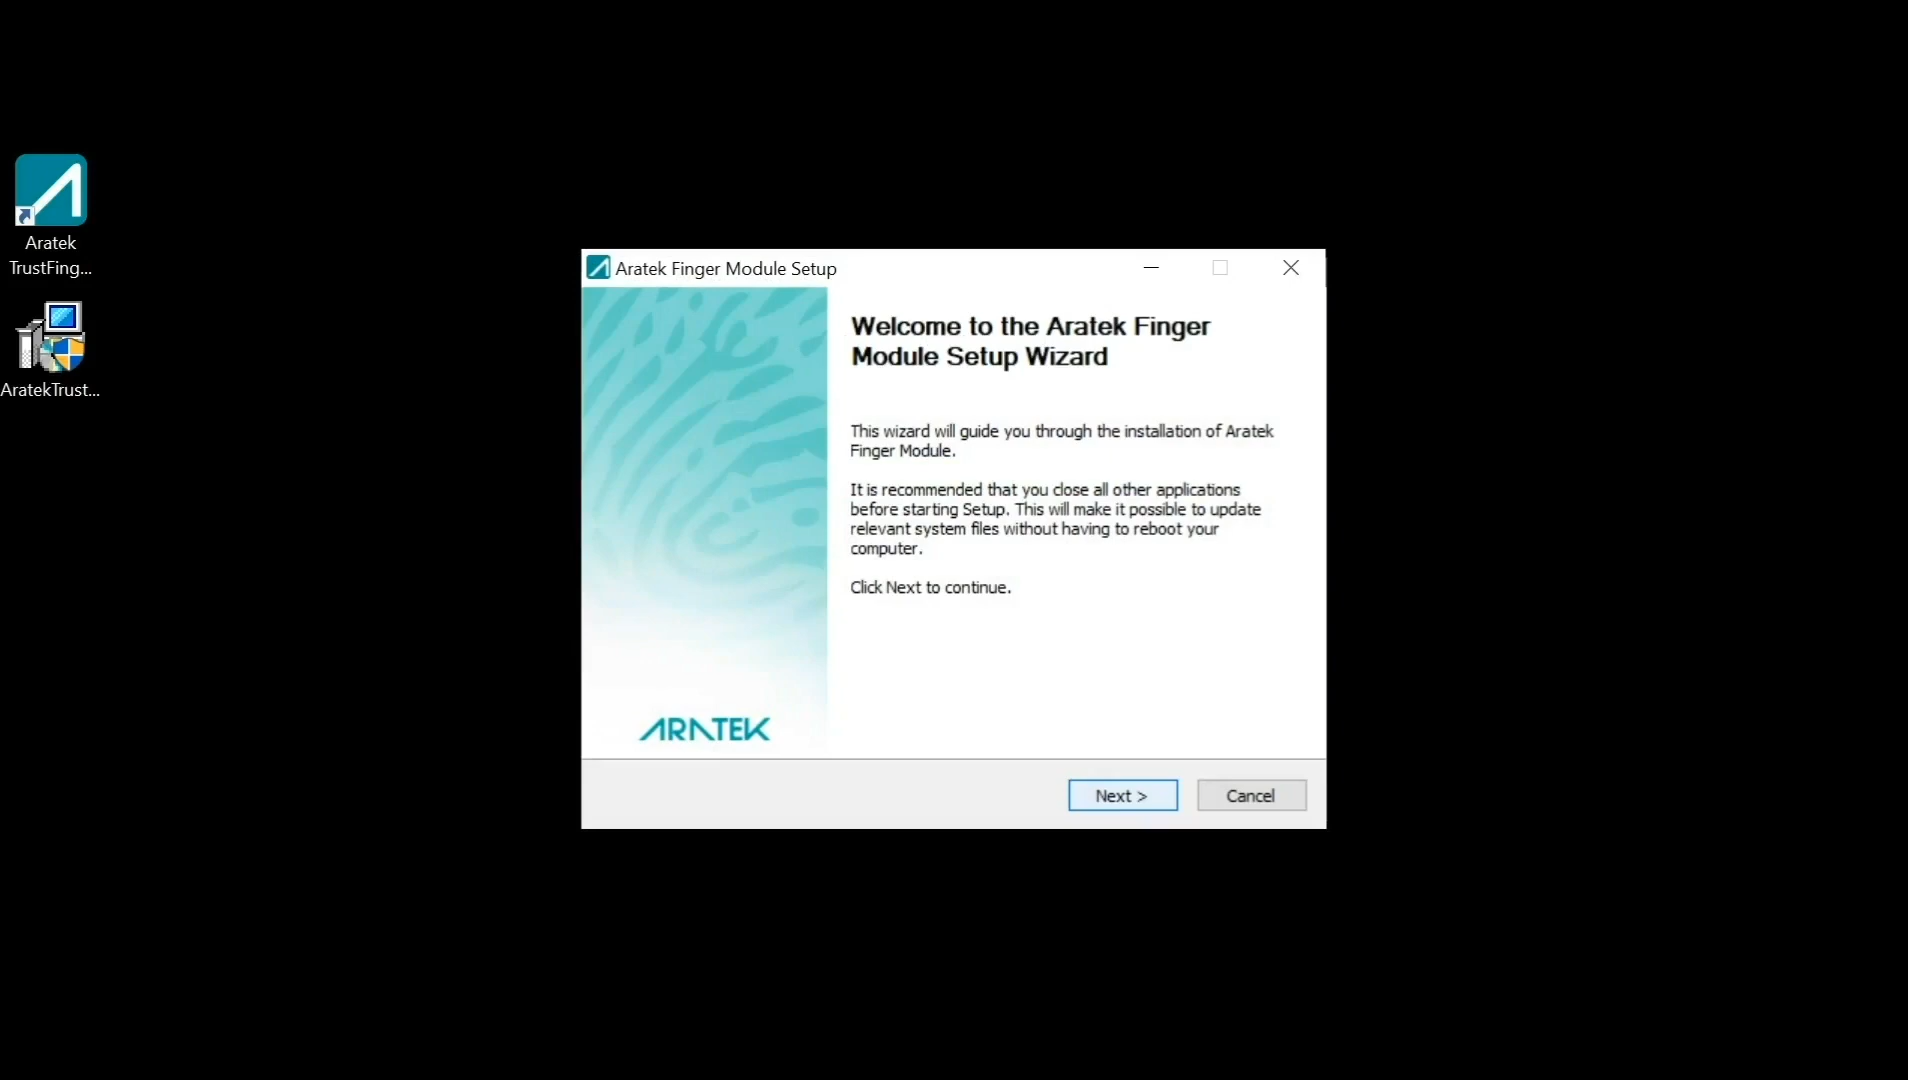 Aratek
TrustFing...
AratekTrust...
Aratek Finger Module Setup
Welcome to the Aratek Finger
Module Setup Wizard
This wizard will guide you through the installation of Aratek
Finger Module.
It is recommended that you close all other applications
before starting Setup. This will make it possible to update
relevant system files without having to reboot your
computer.
Click Next to continue.
ARATEK
Next >
Cancel